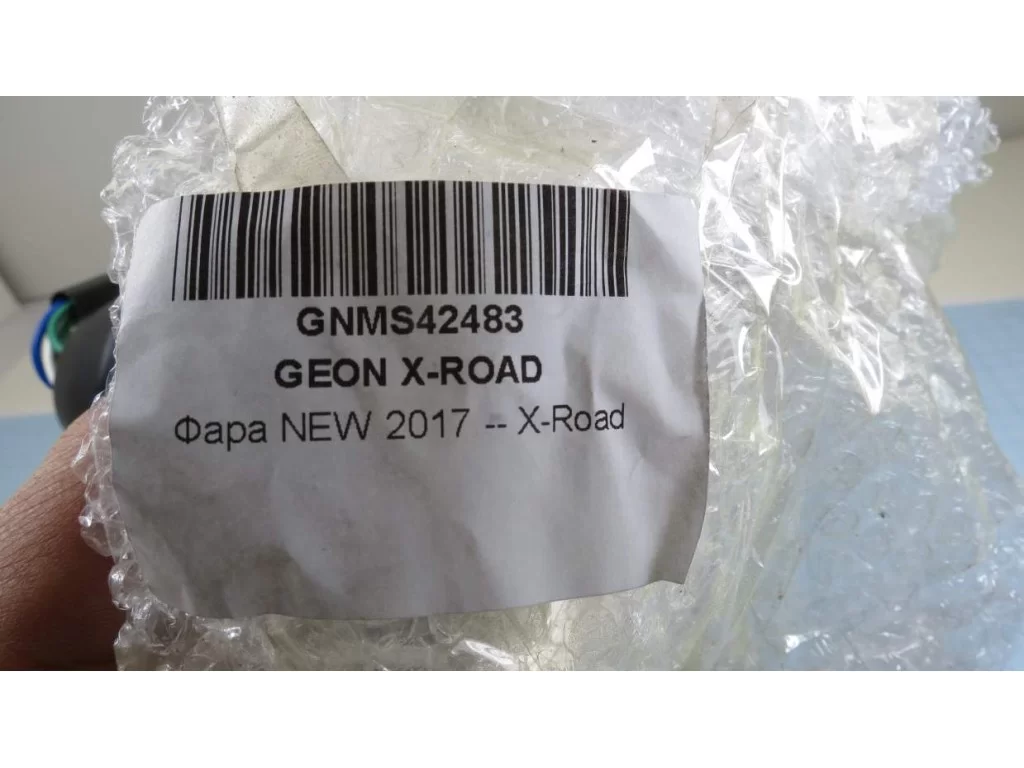 GNMS42483
GEON X-ROAD
Фара NEW 2017 -- X-Road